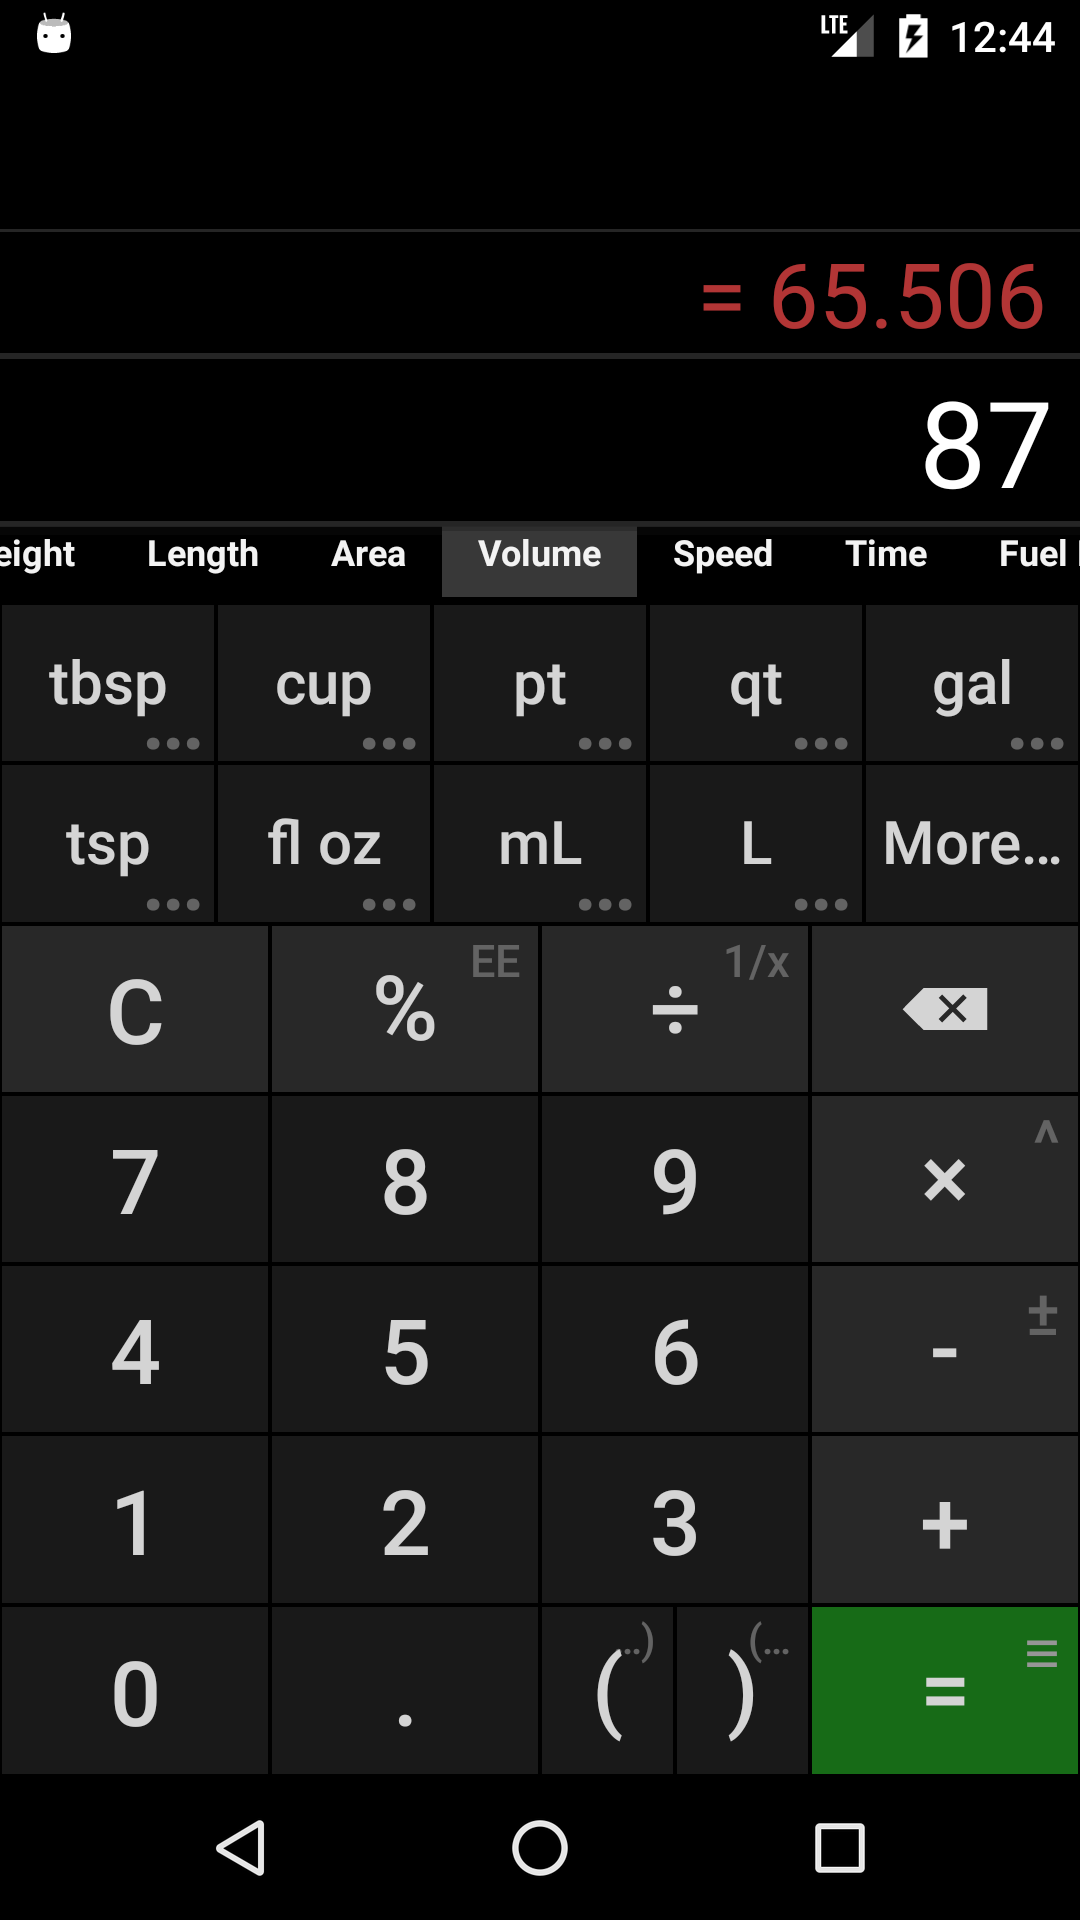 LTE 12:44
= 65.506
87
eight Length Area Volume Speed Time Fuel
tbsp cup pt qt gal
tsp fl oz mL L More...
C % EE ÷ 1/x
7 8 9 × ^
4 5 6 - ±
1 2 3 +
0 . ( ..) ) (... = ≡